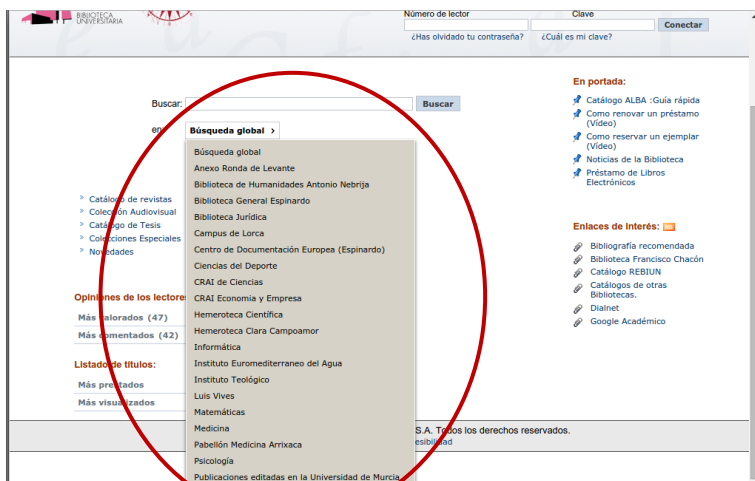 BIBLIOTECA
UNIVERSITARIA
Número de lector
Clave
Conectar
¿Has olvidado tu contraseña?
¿Cuál es mi clave?
Buscar:
Buscar
en
Búsqueda global >
Búsqueda global
Anexo Ronda de Levante
Biblioteca de Humanidades Antonio Nebrija
Biblioteca General Espinardo
Biblioteca Jurídica
Campus de Lorca
Centro de Documentación Europea (Espinardo)
Ciencias del Deporte
CRAI de Ciencias
CRAI Economia y Empresa
Hemeroteca Científica
Hemeroteca Clara Campoamor
Informática
Instituto Euromediterraneo del Agua
Instituto Teológico
Luis Vives
Matemáticas
Medicina
Pabellón Medicina Arrixaca
Psicología
Publicaciones editadas en la Universidad de Murcia
Catálogo de revistas
Colección Audiovisual
Catálogo de Tesis
Colecciones Especiales
Novedades
Opiniones de los lectores
Más valorados (47)
Más comentados (42)
Listado de títulos:
Más prestados
Más visualizados
En portada:
Catálogo ALBA :Guía rápida
Como renovar un préstamo
(Vídeo)
Como reservar un ejemplar
(Vídeo)
Noticias de la Biblioteca
Préstamo de Libros
Electrónicos
Enlaces de interés:
Bibliografía recomendada
Biblioteca Francisco Chacón
Catálogo REBIUN
Catálogos de otras
Bibliotecas.
Dialnet
Google Académico
S.A. Todos los derechos reservados.